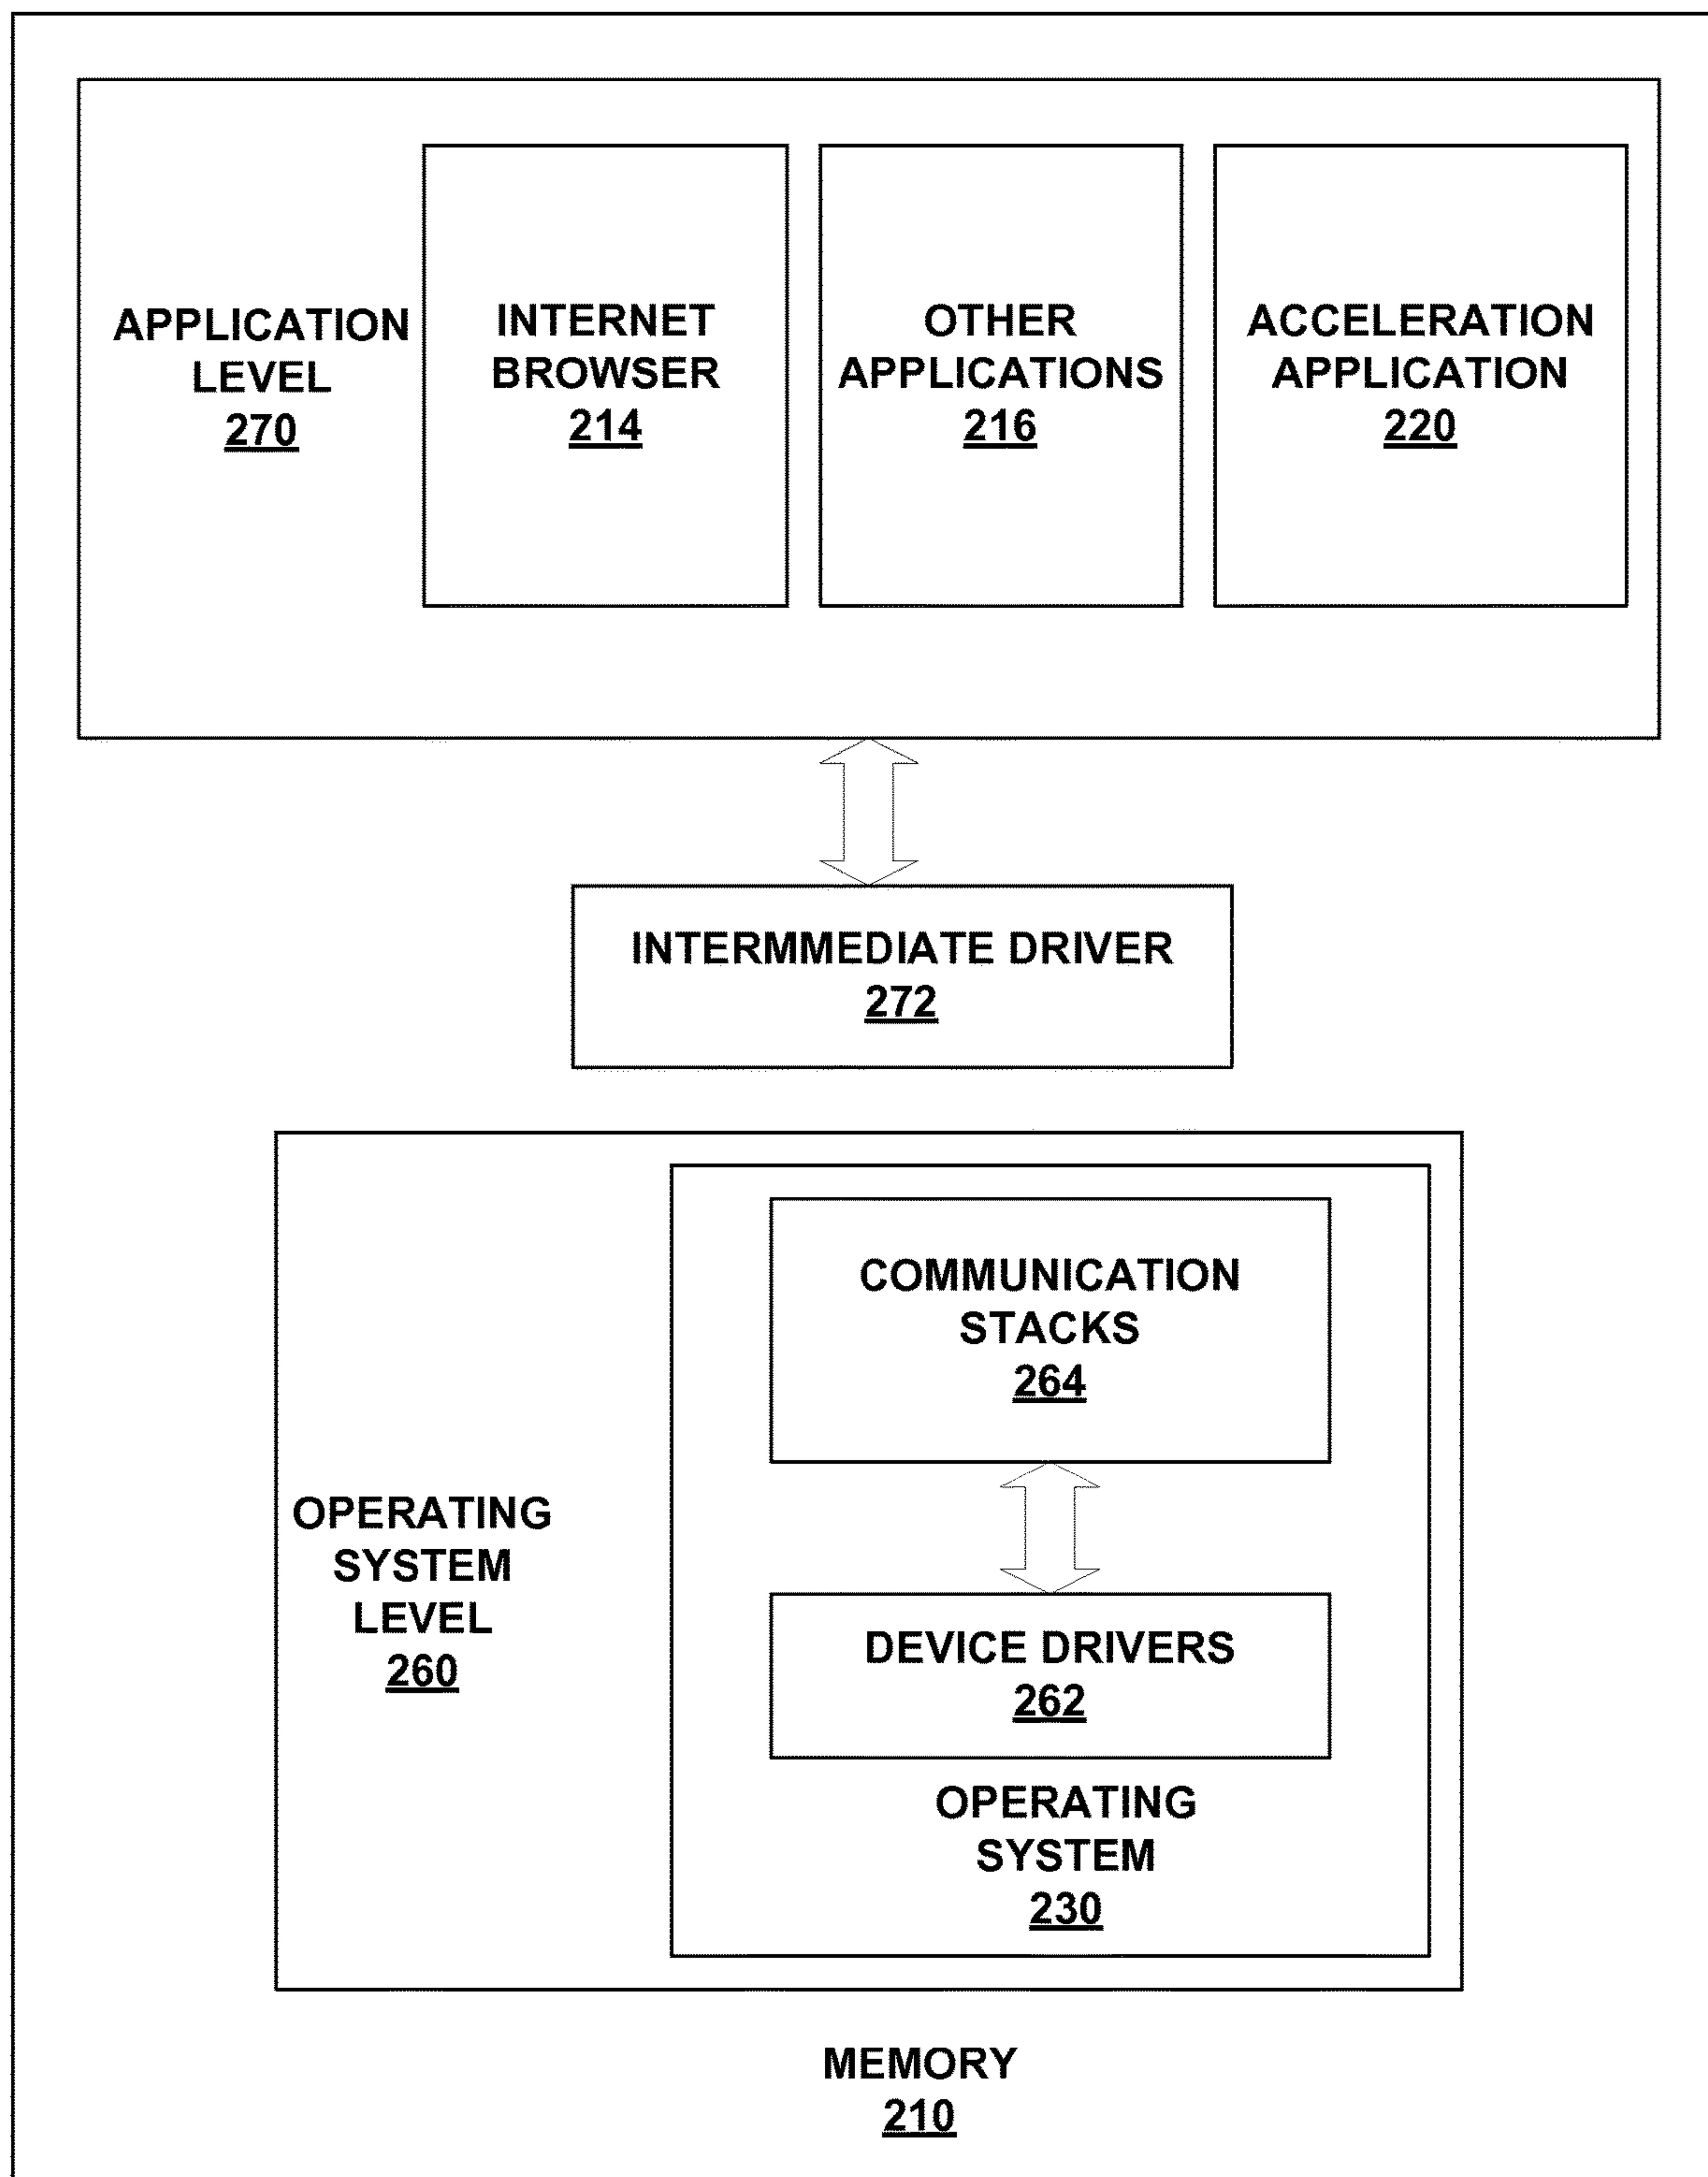 APPLICATION
LEVEL
270
INTERNET
BROWSER
214
OTHER
APPLICATIONS
216
ACCELERATION
APPLICATION
220
INTERMMEDIATE DRIVER
272
OPERATING
SYSTEM
LEVEL
260
COMMUNICATION
STACKS
264
DEVICE DRIVERS
262
OPERATING
SYSTEM
230
MEMORY
210